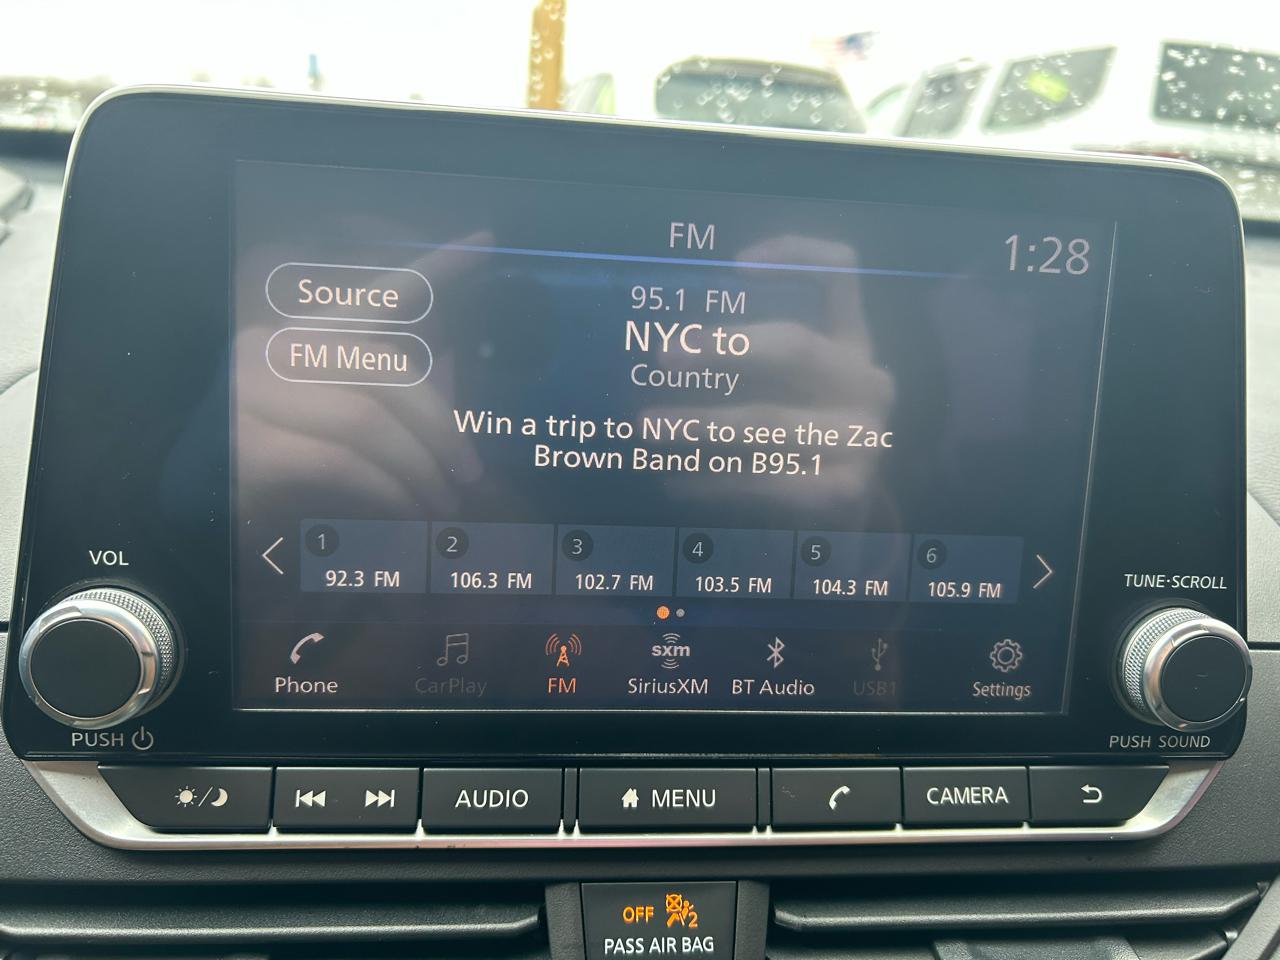 FM
1:28
Source
95.1 FM
NYC to
FM Menu
Country
Win a trip to NYC to see the Zac
Brown Band on B95.1
1
2
3
4
5
6
92.3 FM
106.3 FM
102.7 FM
103.5 FM
104.3 FM
105.9 FM
VOL
TUNE·SCROLL
sxm
Phone
CarPlay
FM
SiriusXM
BT Audio
USB1
Settings
PUSH
PUSH SOUND
AUDIO
MENU
CAMERA
OFF
2
PASS AIR BAG